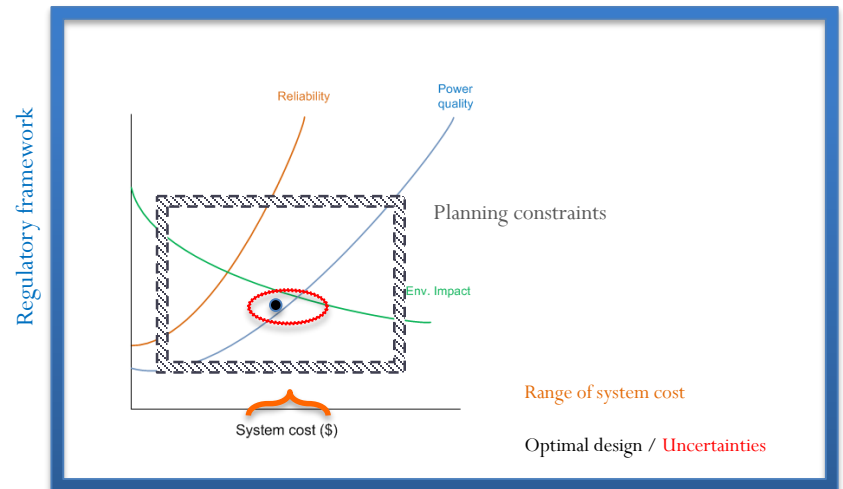 Regulatory framework
Reliability
Power
quality
Planning constraints
Env. Impact
Range of system cost
System cost ($)
Optimal design / Uncertainties